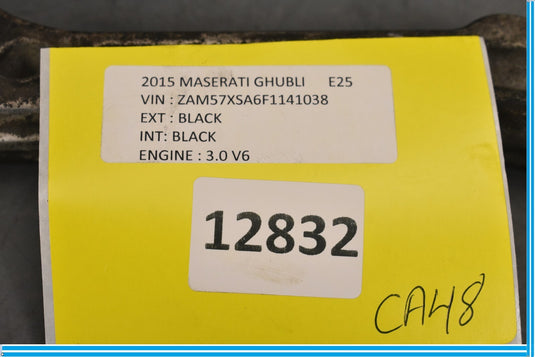 2015 MASERATI GHUBLI E25
VIN : ZAM57XSA6F1141038
EXT : BLACK
INT: BLACK
ENGINE : 3.0 V6
12832
CA48